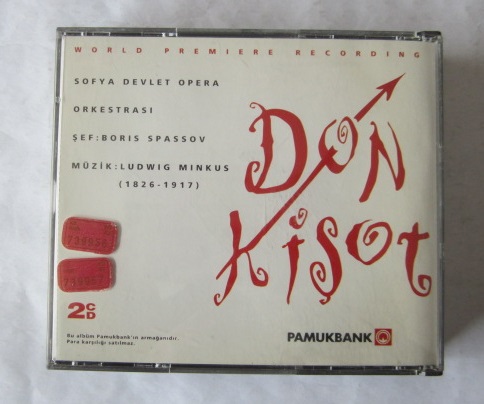 WORLD PREMIERE RECORDING
SOFYA DEVLET OPERA
ORKESTRASI
ŞEF:BORIS SPASSOV
MÜZİK:LUDWIG MINKUS
(1826-1917)
DON
KİŞOT
2CD
Bu albüm Pamukbank'ın armağanıdır.
Para karşılığı satılmaz.
PAMUKBANK